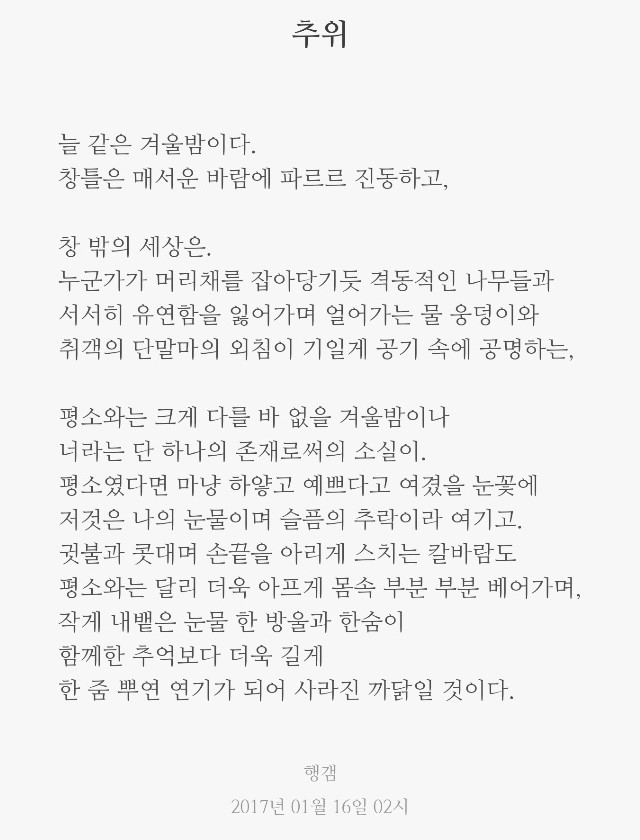 추위
늘 같은 겨울밤이다.
창틀은 매서운 바람에 파르르 진동하고,
창 밖의 세상은.
누군가가 머리채를 잡아당기듯 격동적인 나무들과
서서히 유연함을 잃어가며 얼어가는 물 웅덩이와
취객의 단말마의 외침이 기일게 공기 속에 공명하는,
평소와는 크게 다를 바 없을 겨울밤이나
너라는 단 하나의 존재로써의 소실이.
평소였다면 마냥 하얗고 예쁘다고 여겼을 눈꽃에
저것은 나의 눈물이며 슬픔의 추락이라 여기고.
귓불과 콧대며 손끝을 아리게 스치는 칼바람도
평소와는 달리 더욱 아프게 몸속 부분 부분 베어가며,
작게 내뱉은 눈물 한 방울과 한숨이
함께한 추억보다 더욱 길게
한 줌 뿌연 연기가 되어 사라진 까닭일 것이다.
행갬
2017년 01월 16일 02시